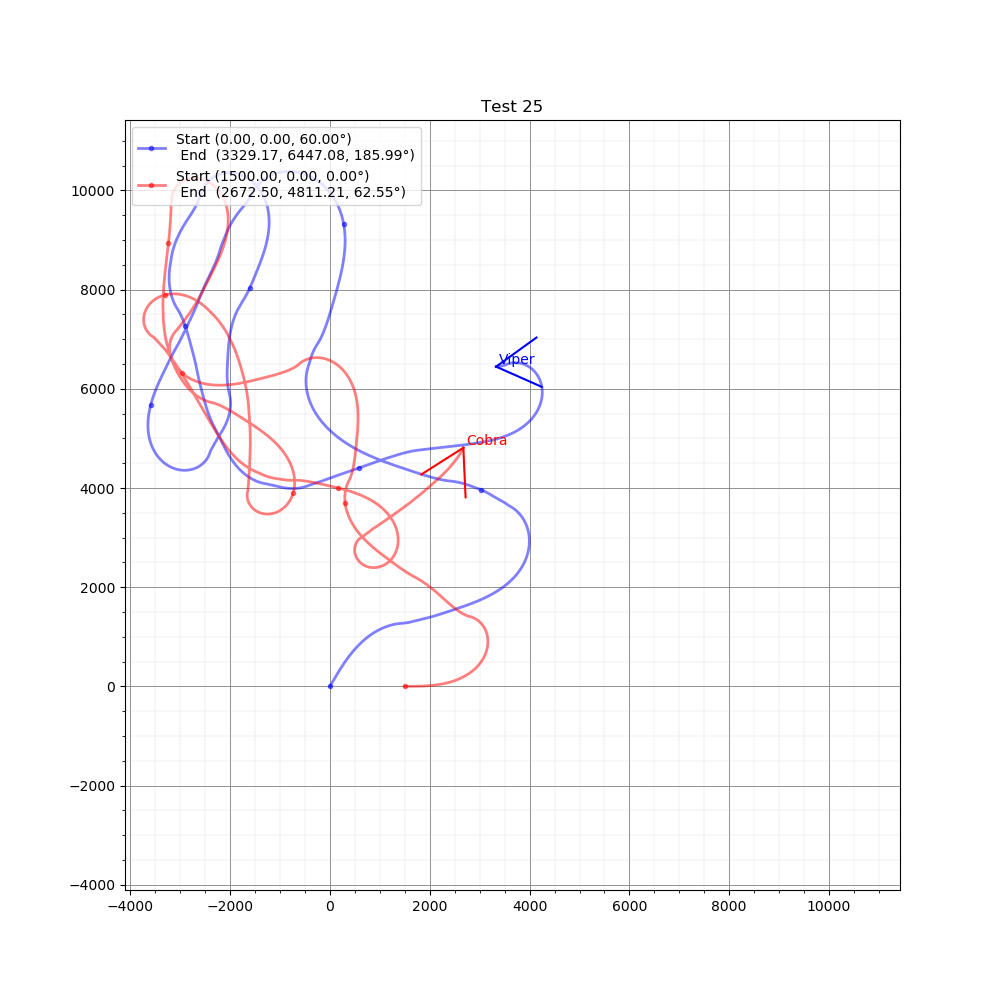 Test 25
Start (0.00, 0.00, 60.00°)
End  (3329.17, 6447.08, 185.99°)
Start (1500.00, 0.00, 0.00°)
End  (2672.50, 4811.21, 62.55°)
10000
8000
Viper
6000
Cobra
4000
2000
0
−2000
−4000
−4000 −2000 0 2000 4000 6000 8000 10000